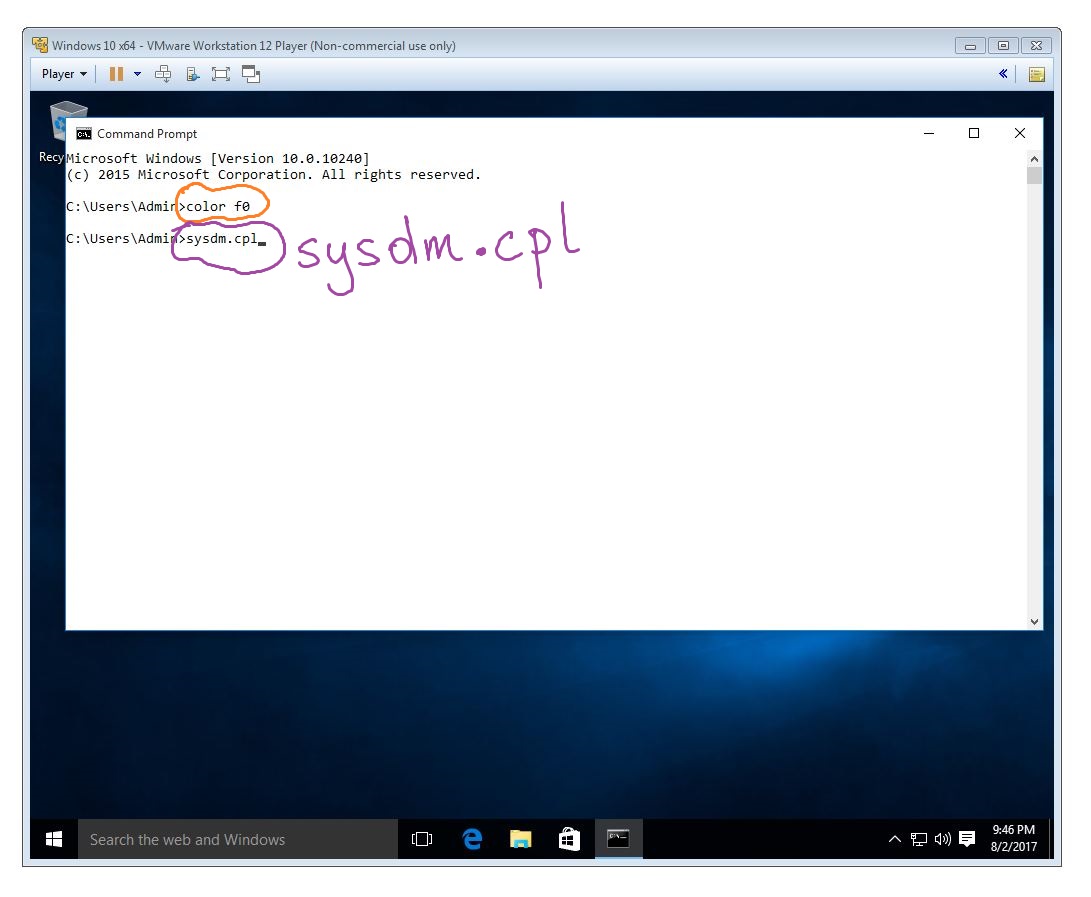 Windows 10 x64 - VMware Workstation 12 Player (Non-commercial use only)
Player
Command Prompt
Recy
Microsoft Windows [Version 10.0.10240]
(c) 2015 Microsoft Corporation. All rights reserved.
C:\Users\Admin>color f0
C:\Users\Admin>sysdm.cpl
sysdm.cpl
Search the web and Windows
9:46 PM
8/2/2017